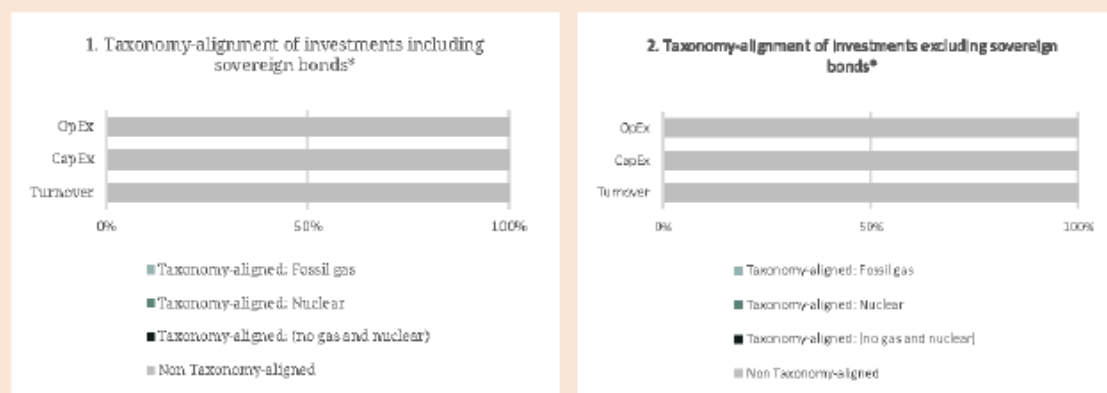 1. Taxonomy-alignment of investments including
sovereign bonds*
OpEx
CapEx
Turnover
0%
50%
100%
Taxonomy-aligned: Fossil gas
Taxonomy-aligned: Nuclear
Taxonomy-aligned: (no gas and nuclear)
Non Taxonomy-aligned
2. Taxonomy-alignment of investments excluding sovereign
bonds*
OpEx
CapEx
Turnover
0%
50%
100%
Taxonomy-aligned: Fossil gas
Taxonomy-aligned: Nuclear
Taxonomy-aligned: (no gas and nuclear)
Non Taxonomy-aligned